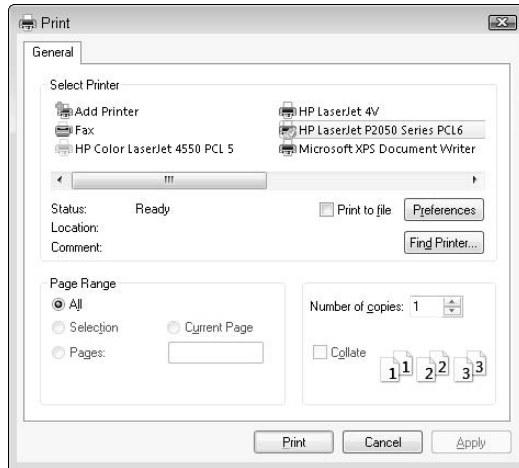 Print
General
Select Printer
Add Printer
HP LaserJet 4V
Fax
HP LaserJet P2050 Series PCL6
HP Color LaserJet 4550 PCL 5
Microsoft XPS Document Writer
Status: Ready
Print to file
Preferences
Location:
Comment:
Find Printer...
Page Range
All
Number of copies: 1
Selection
Current Page
Pages:
Collate
1 1 2 2 3 3
Print
Cancel
Apply